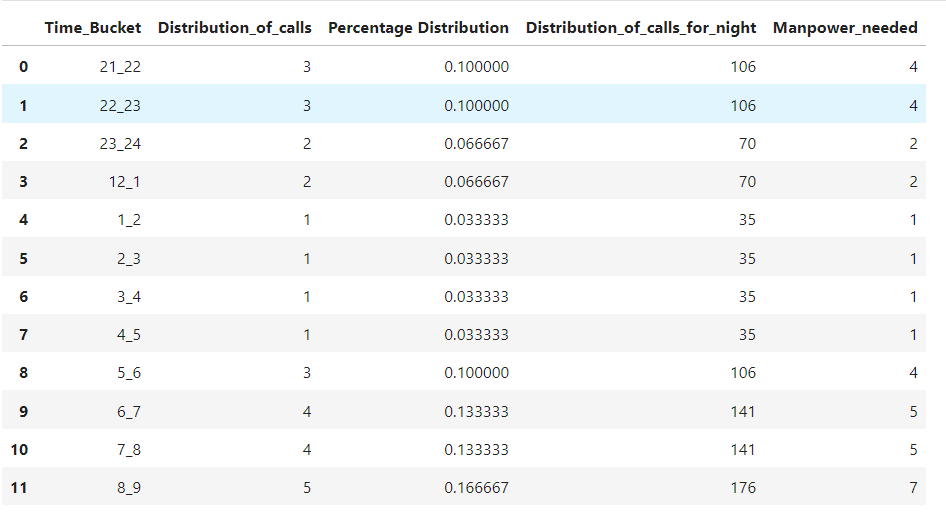 Time_Bucket Distribution_of_calls Percentage Distribution Distribution_of_calls_for_night Manpower_needed
0 21_22 3 0.100000 106 4
1 22_23 3 0.100000 106 4
2 23_24 2 0.066667 70 2
3 12_1 2 0.066667 70 2
4 1_2 1 0.033333 35 1
5 2_3 1 0.033333 35 1
6 3_4 1 0.033333 35 1
7 4_5 1 0.033333 35 1
8 5_6 3 0.100000 106 4
9 6_7 4 0.133333 141 5
10 7_8 4 0.133333 141 5
11 8_9 5 0.166667 176 7